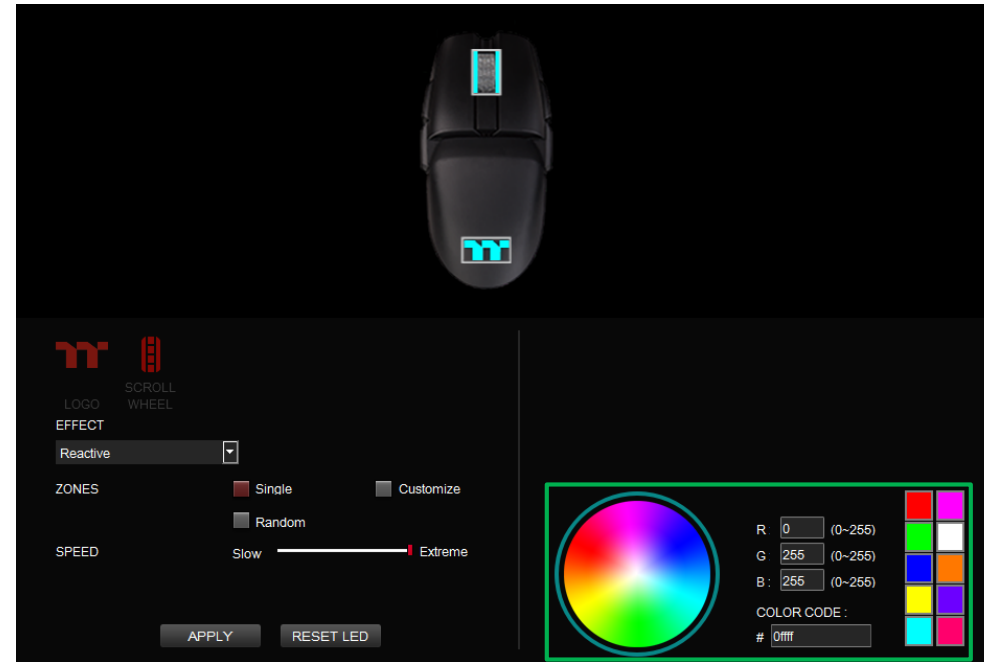 SCROLL
LOGO WHEEL
EFFECT
Reactive
ZONES Single Customize
Random
SPEED Slow Extreme
APPLY RESET LED
R 0 (0~255)
G 255 (0~255)
B : 255 (0~255)
COLOR CODE :
# 0ffff